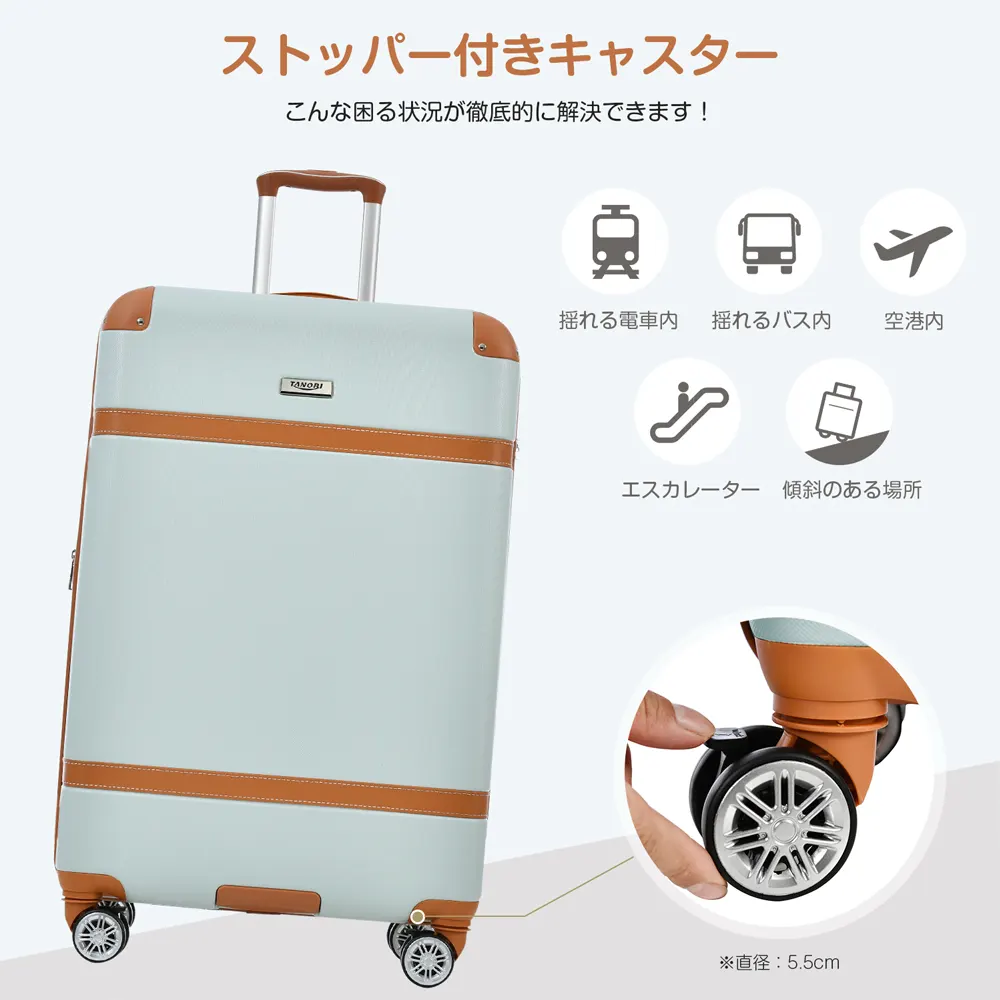 ストッパー付きキャスター
こんな困る状況が徹底的に解決できます！
揺れる電車内
揺れるバス内
空港内
TANOBI
エスカレーター
傾斜のある場所
※直径：5.5cm